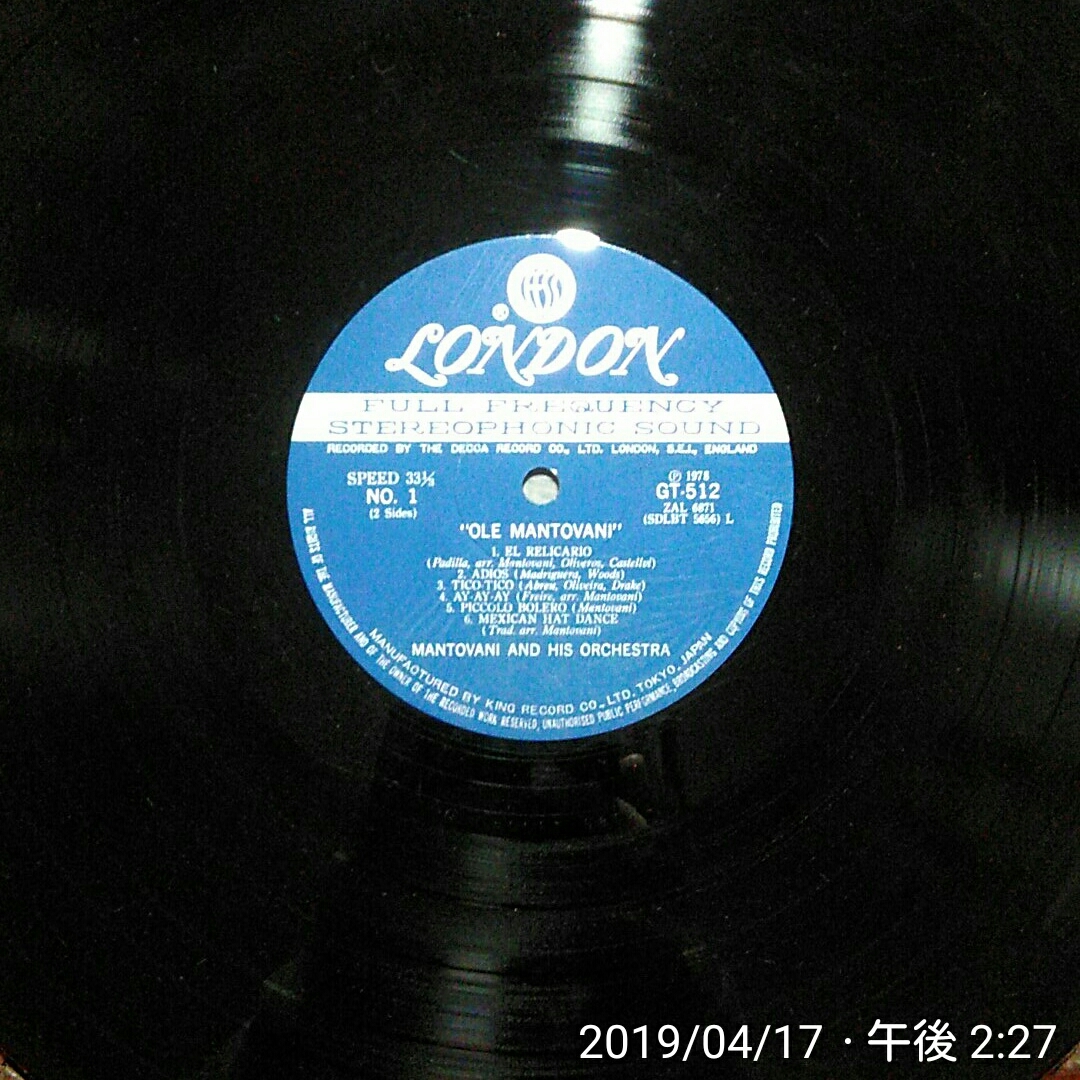 ffss
®
LONDON
FULL FREQUENCY
STEREOPHONIC SOUND
RECORDED BY THE DECCA RECORD CO., LTD. LONDON, S.E.I., ENGLAND
SPEED 33⅓
NO. 1
(2 Sides)
Ⓟ 1978
GT-512
ZAL 6671
(SDLBT 5656) L
"OLE MANTOVANI"
1. EL RELICARIO
(Padilla, arr. Mantovani, Oliveros, Castellvi)
2. ADIOS (Madriguera, Woods)
3. TICO-TICO (Abreu, Oliveira, Drake)
4. AY-AY-AY (Freire, arr. Mantovani)
5. PICCOLO BOLERO (Mantovani)
6. MEXICAN HAT DANCE
(Trad. arr. Mantovani)
MANTOVANI AND HIS ORCHESTRA
MANUFACTURED BY KING RECORD CO., LTD. TOKYO, JAPAN
ALL RIGHTS OF THE MANUFACTURER AND OF THE OWNER OF THE RECORDED WORK RESERVED, UNAUTHORISED PUBLIC PERFORMANCE, BROADCASTING AND COPYING OF THIS RECORD PROHIBITED
2019/04/17 · 午後 2:27